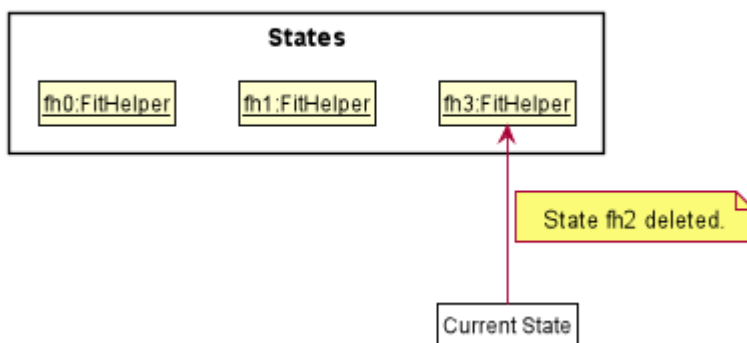 States
fh0:FitHelper fh1:FitHelper fh3:FitHelper
State fh2 deleted.
Current State